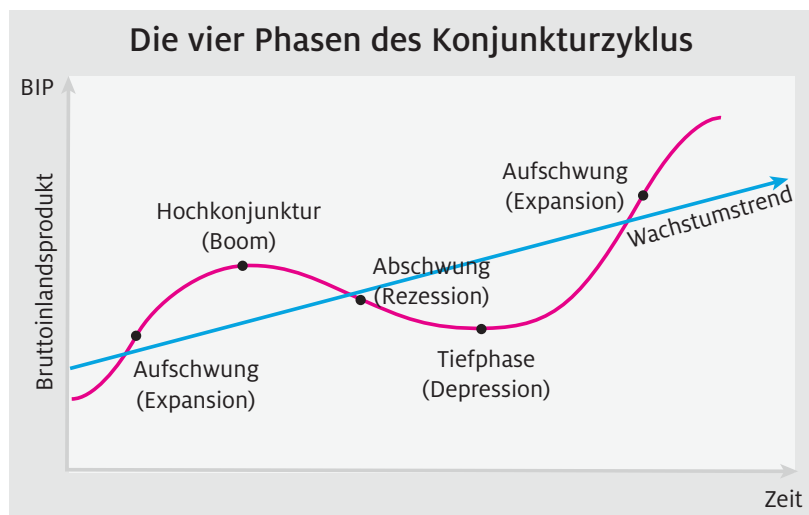 Die vier Phasen des Konjunkturzyklus
BIP
Bruttoinlandsprodukt
Aufschwung
(Expansion)
Hochkonjunktur
(Boom)
Abschwung
(Rezession)
Tiefphase
(Depression)
Aufschwung
(Expansion)
Wachstumstrend
Zeit